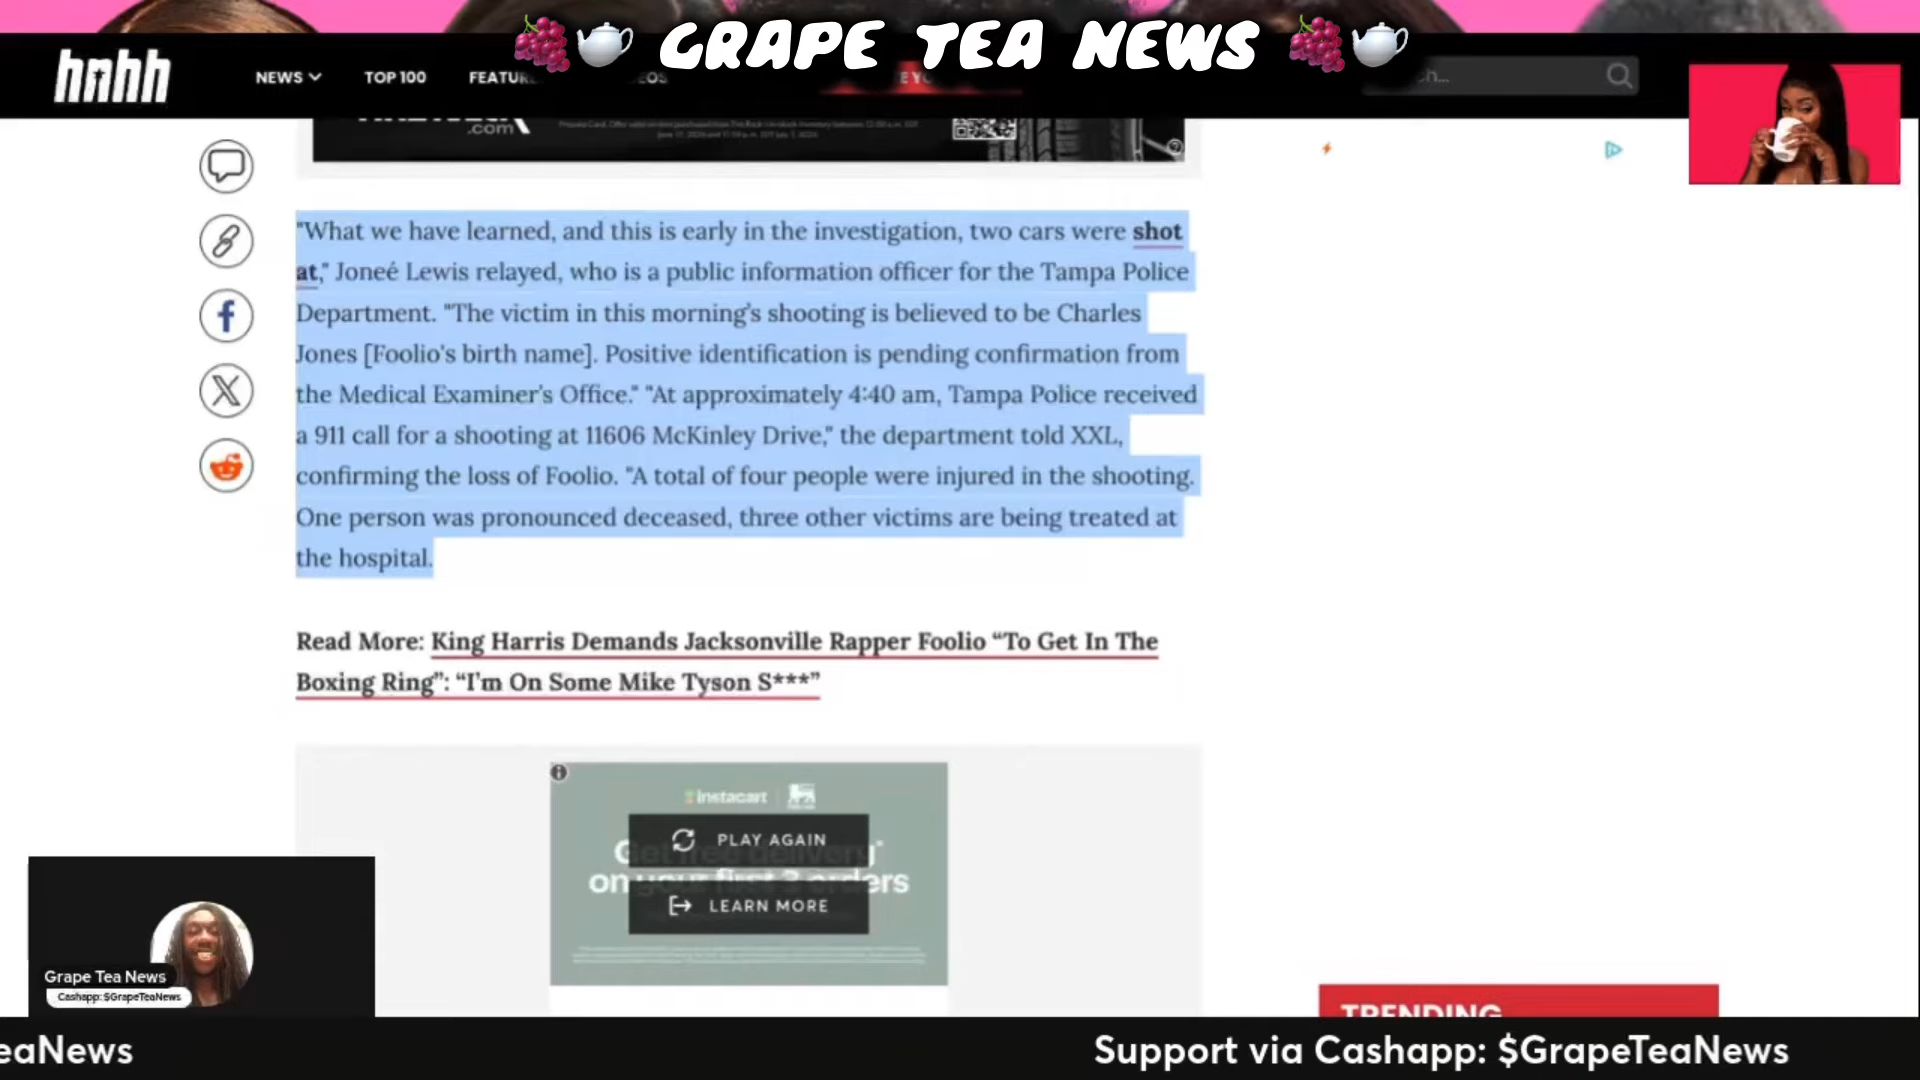 GRAPE TEA NEWS
hnhh
NEWS
TOP 100
.com
"What we have learned, and this is early in the investigation, two cars were shot
at," Joneé Lewis relayed, who is a public information officer for the Tampa Police
Department. "The victim in this morning's shooting is believed to be Charles
Jones [Foolio's birth name]. Positive identification is pending confirmation from
the Medical Examiner's Office." "At approximately 4:40 am, Tampa Police received
a 911 call for a shooting at 11606 McKinley Drive," the department told XXL,
confirming the loss of Foolio. "A total of four people were injured in the shooting.
One person was pronounced deceased, three other victims are being treated at
the hospital.
Read More: King Harris Demands Jacksonville Rapper Foolio “To Get In The
Boxing Ring”: “I’m On Some Mike Tyson S***”
instacart
PLAY AGAIN
on your first 3 orders
LEARN MORE
Grape Tea News
Cashapp: $GrapeTeaNews
TRENDING
eaNews
Support via Cashapp: $GrapeTeaNews